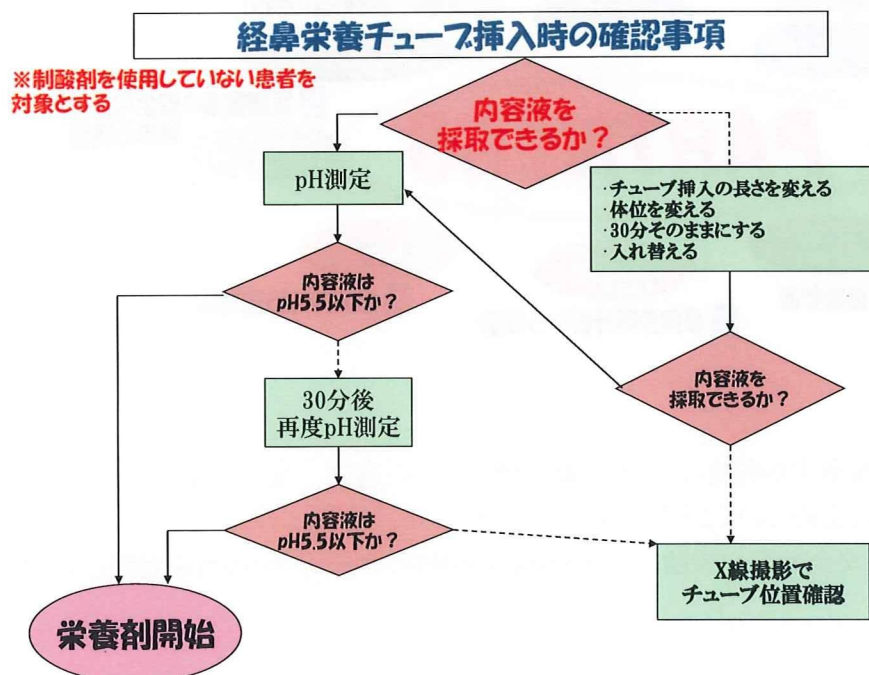 経鼻栄養チューブ挿入時の確認事項
※制酸剤を使用していない患者を
対象とする
内容液を
採取できるか？
pH測定
・チューブ挿入の長さを変える
・体位を変える
・30分そのままにする
・入れ替える
内容液は
pH5.5以下か？
内容液を
採取できるか？
30分後
再度pH測定
内容液は
pH5.5以下か？
X線撮影で
チューブ位置確認
栄養剤開始